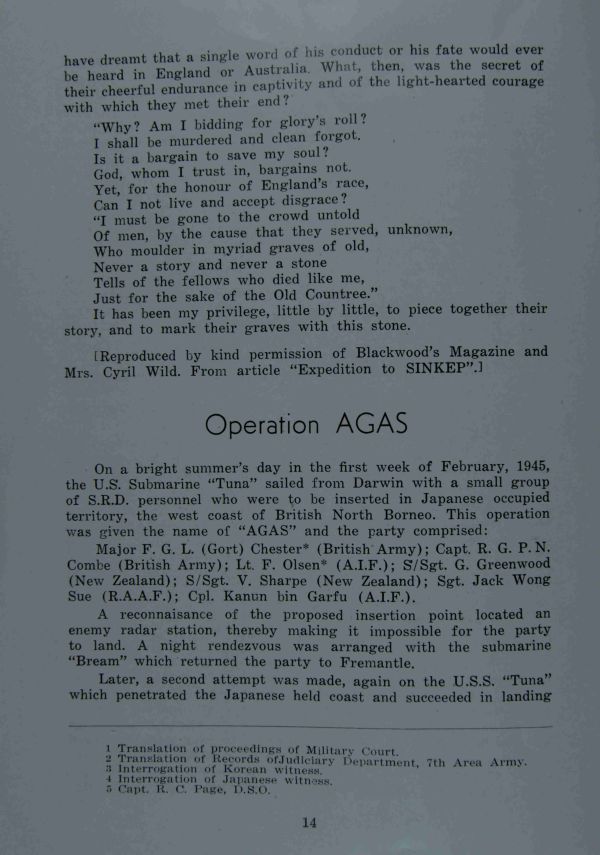 have dreamt that a single word of his conduct or his fate would ever
be heard in England or Australia. What, then, was the secret of
their cheerful endurance in captivity and of the light-hearted courage
with which they met their end?
"Why? Am I bidding for glory's roll?
I shall be murdered and clean forgot.
Is it a bargain to save my soul?
God, whom I trust in, bargains not.
Yet, for the honour of England's race,
Can I not live and accept disgrace?
"I must be gone to the crowd untold
Of men, by the cause that they served, unknown,
Who moulder in myriad graves of old,
Never a story and never a stone
Tells of the fellows who died like me,
Just for the sake of the Old Countree."
It has been my privilege, little by little, to piece together their
story, and to mark their graves with this stone.
[Reproduced by kind permission of Blackwood's Magazine and
Mrs. Cyril Wild. From article "Expedition to SINKEP".]
Operation AGAS
On a bright summer's day in the first week of February, 1945,
the U.S. Submarine "Tuna" sailed from Darwin with a small group
of S.R.D. personnel who were to be inserted in Japanese occupied
territory, the west coast of British North Borneo. This operation
was given the name of "AGAS" and the party comprised:
Major F. G. L. (Gort) Chester* (British Army); Capt. R. G. P. N.
Combe (British Army); Lt. F. Olsen* (A.I.F.); S/Sgt. G. Greenwood
(New Zealand); S/Sgt. V. Sharpe (New Zealand); Sgt. Jack Wong
Sue (R.A.A.F.); Cpl. Kanun bin Garfu (A.I.F.).
A reconnaisance of the proposed insertion point located an
enemy radar station, thereby making it impossible for the party
to land. A night rendezvous was arranged with the submarine
"Bream" which returned the party to Fremantle.
Later, a second attempt was made, again on the U.S.S. "Tuna"
which penetrated the Japanese held coast and succeeded in landing
1 Translation of proceedings of Military Court.
2 Translation of Records ofJudiciary Department, 7th Area Army.
3 Interrogation of Korean witness.
4 Interrogation of Japanese witness.
5 Capt. R. C. Page, D.S.O.
14